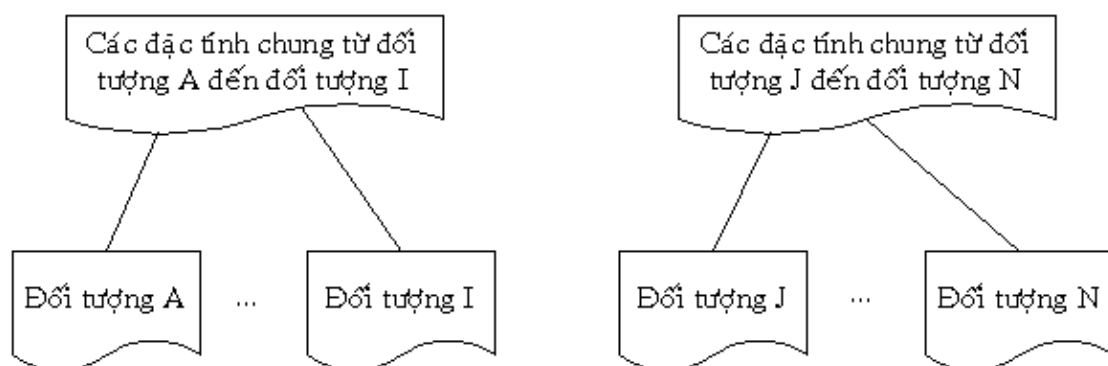 Các đặc tính chung từ đối
tượng A đến đối tượng I
Các đặc tính chung từ đối
tượng J đến đối tượng N
Đối tượng A
...
Đối tượng I
Đối tượng J
...
Đối tượng N